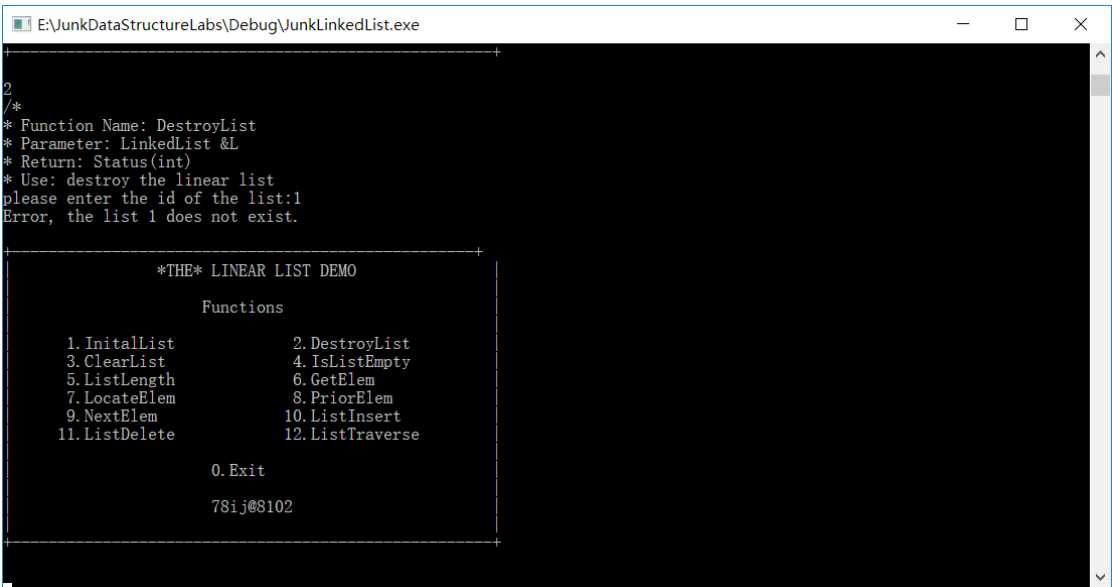 E:\JunkDataStructureLabs\Debug\JunkLinkedList.exe
2
/*
* Function Name: DestroyList
* Parameter: LinkedList &L
* Return: Status(int)
* Use: destroy the linear list
please enter the id of the list:1
Error, the list 1 does not exist.
*THE* LINEAR LIST DEMO
Functions
1.InitalList 2.DestroyList
3.ClearList 4.IsListEmpty
5.ListLength 6.GetElem
7.LocateElem 8.PriorElem
9.NextElem 10.ListInsert
11.ListDelete 12.ListTraverse
0.Exit
78ij@8102